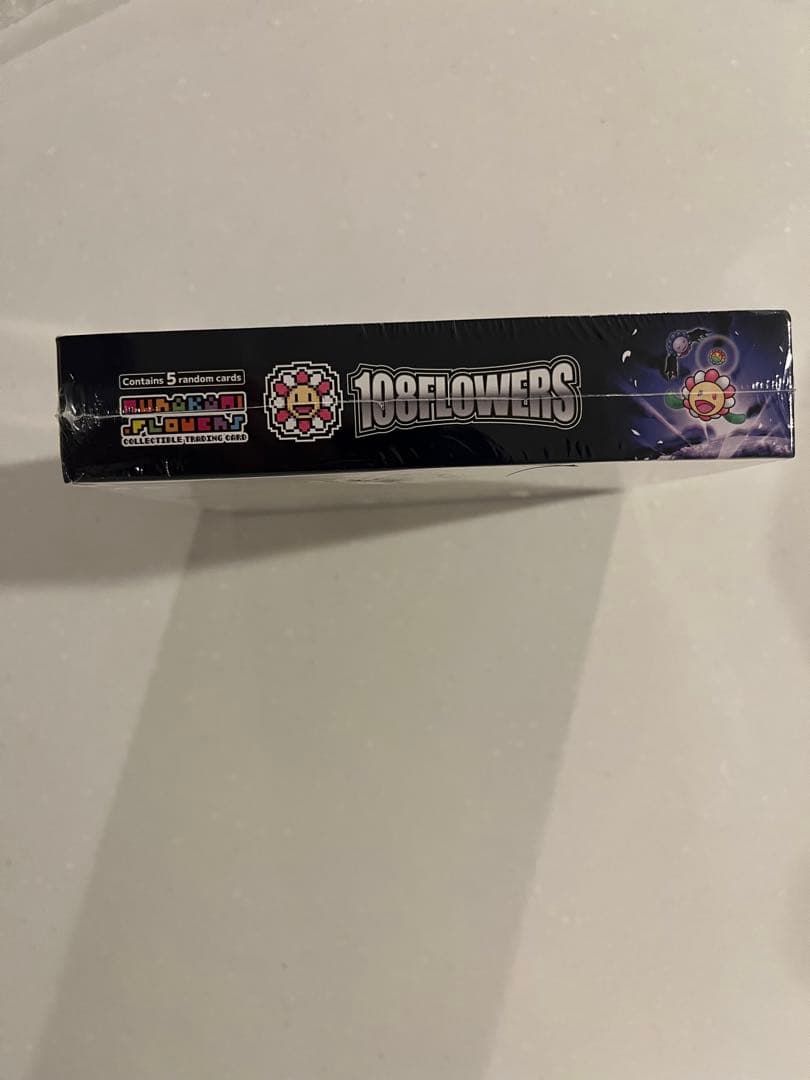 Contains 5 random cards
MURAKAMI
.FLOWERS
COLLECTIBLE TRADING CARD
108FLOWERS